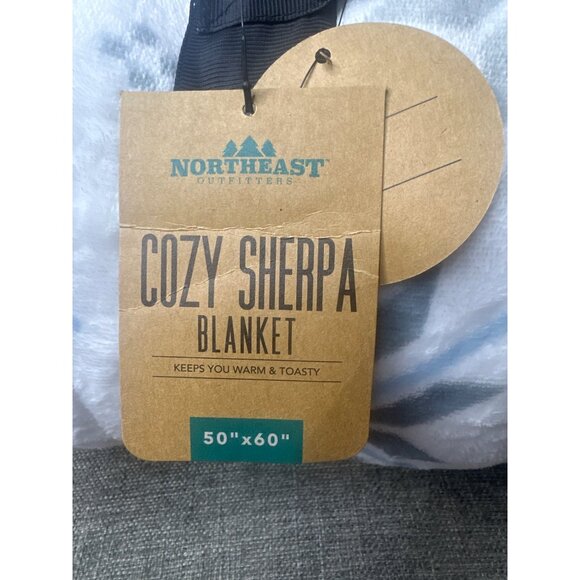 NORTHEAST
OUTFITTERS
COZY SHERPA
BLANKET
KEEPS YOU WARM & TOASTY
50"x60"